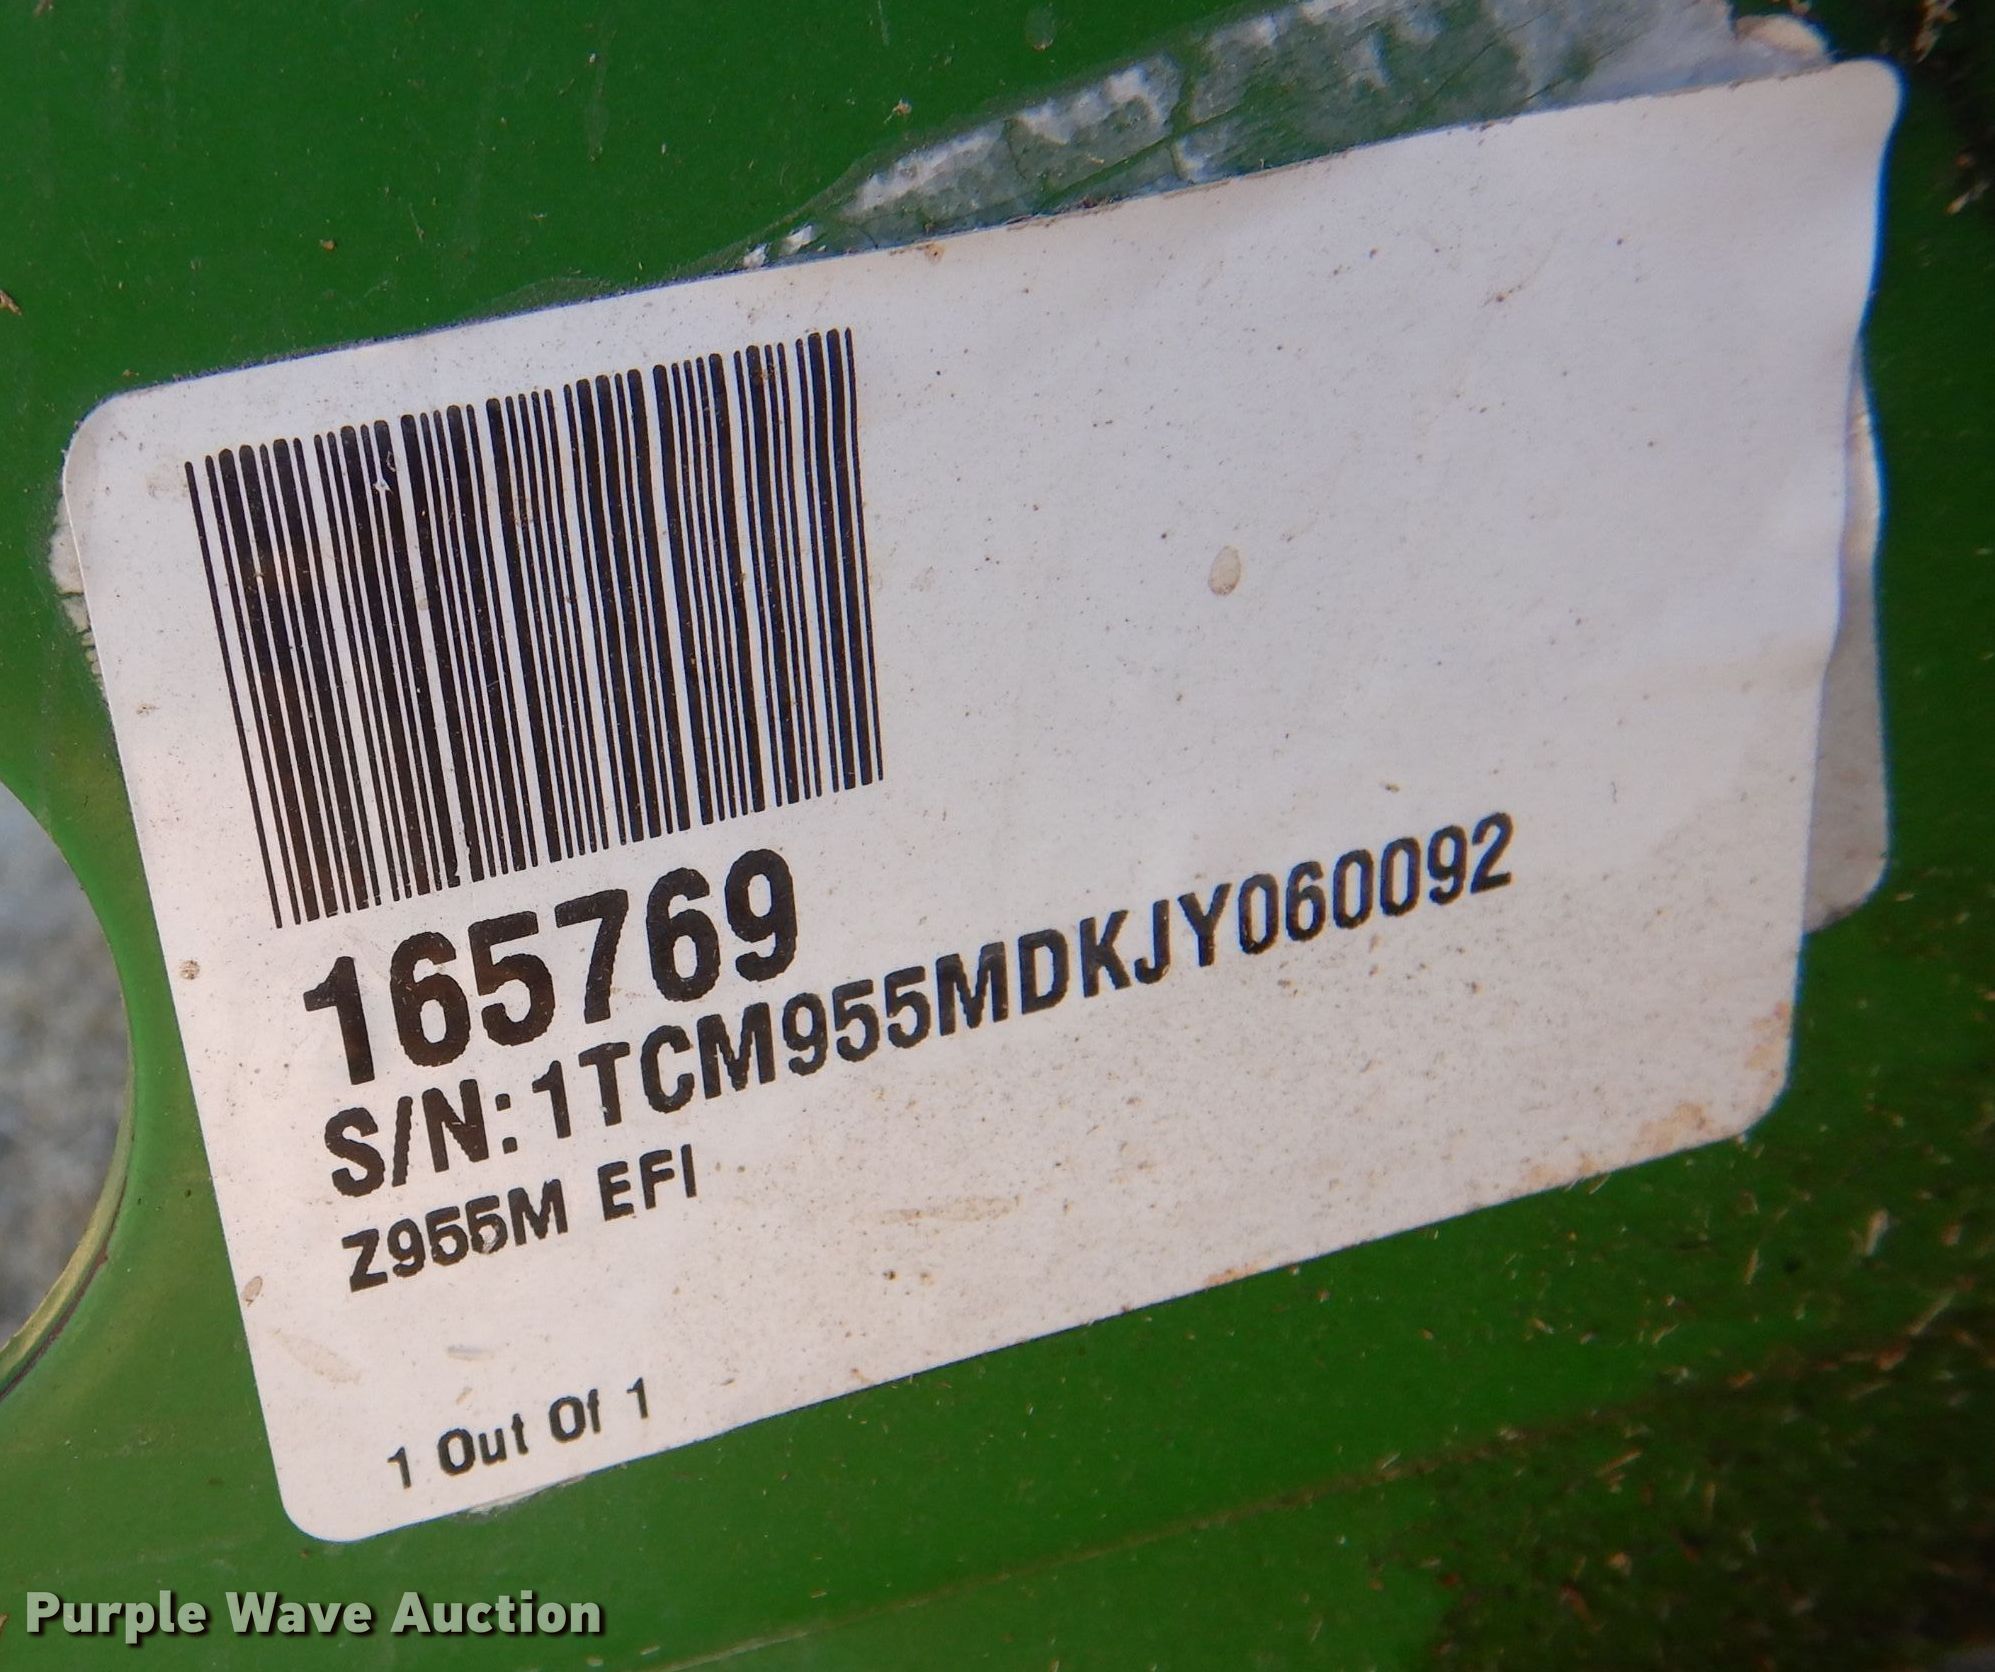 165769
S/N: 1TCM955MDKJY060092
Z955M EFI
1 Out Of 1
Purple Wave Auction